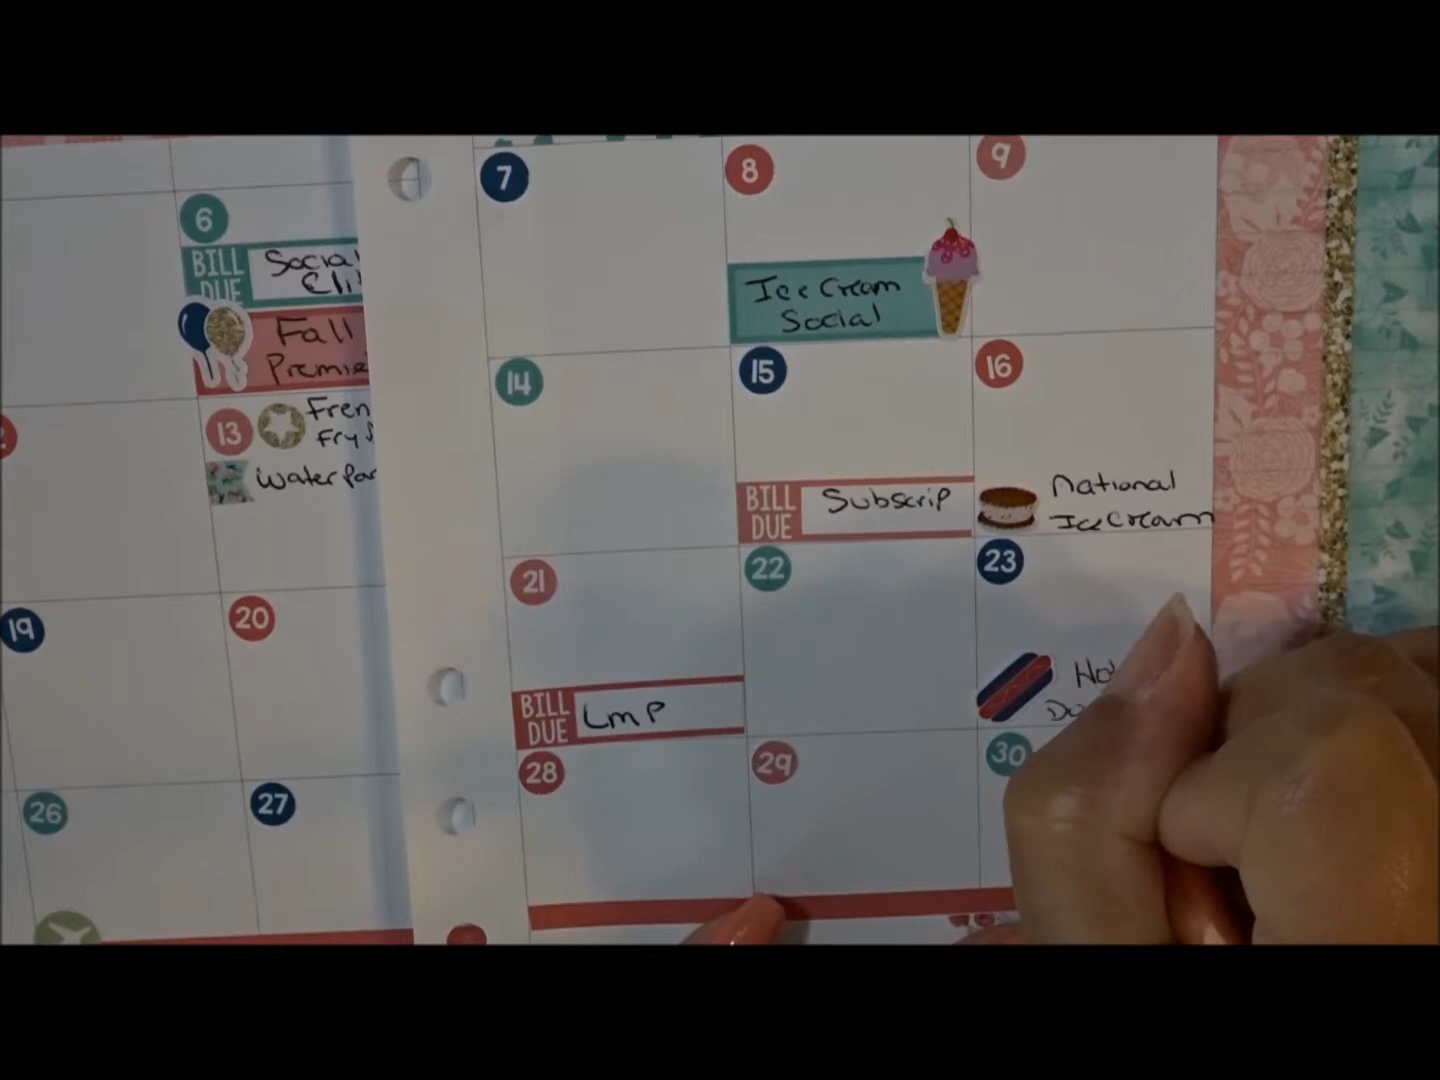 6
BILL
DUE
Social
Fall
13
Fry
19
20
26
27
7
8
Ice Cream
Social
9
14
15
BILL
DUE
Subscrip
16
National
Ice Cream
21
BILL
DUE
LMP
22
23
28
29
30